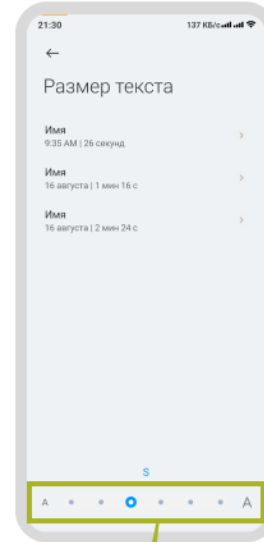 21:30 137 КБ/с
Размер текста
Имя
9:35 AM | 26 секунд
Имя
16 августа | 1 мин 16 с
Имя
16 августа | 2 мин 24 с
S
A A